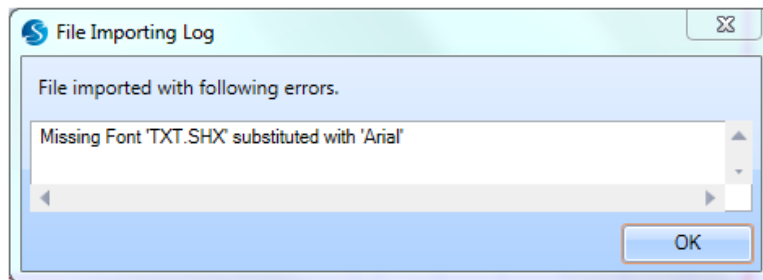 File Importing Log
File imported with following errors.
Missing Font 'TXT.SHX' substituted with 'Arial'
OK